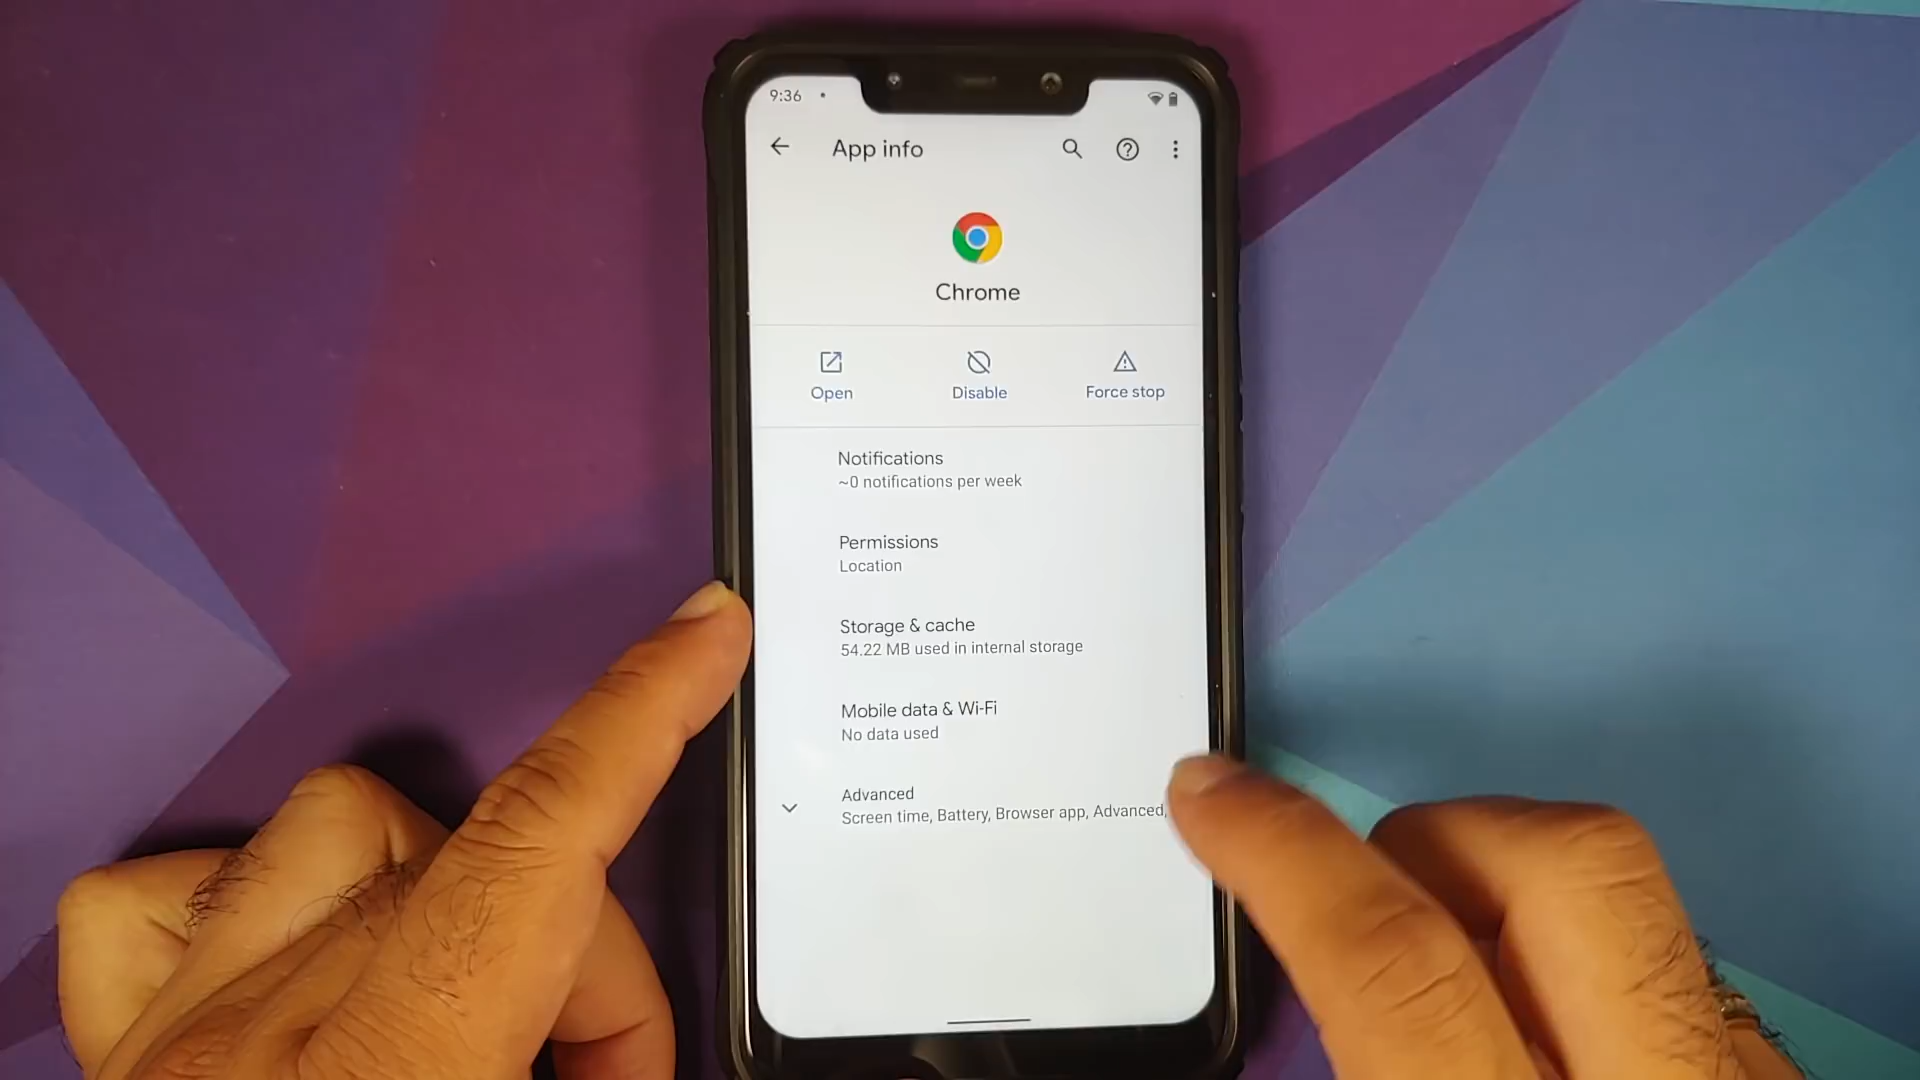 9:36
App info
Chrome
Open
Disable
Force stop
Notifications
~0 notifications per week
Permissions
Location
Storage & cache
54.22 MB used in internal storage
Mobile data & Wi-Fi
No data used
Advanced
Screen time, Battery, Browser app, Advanced,